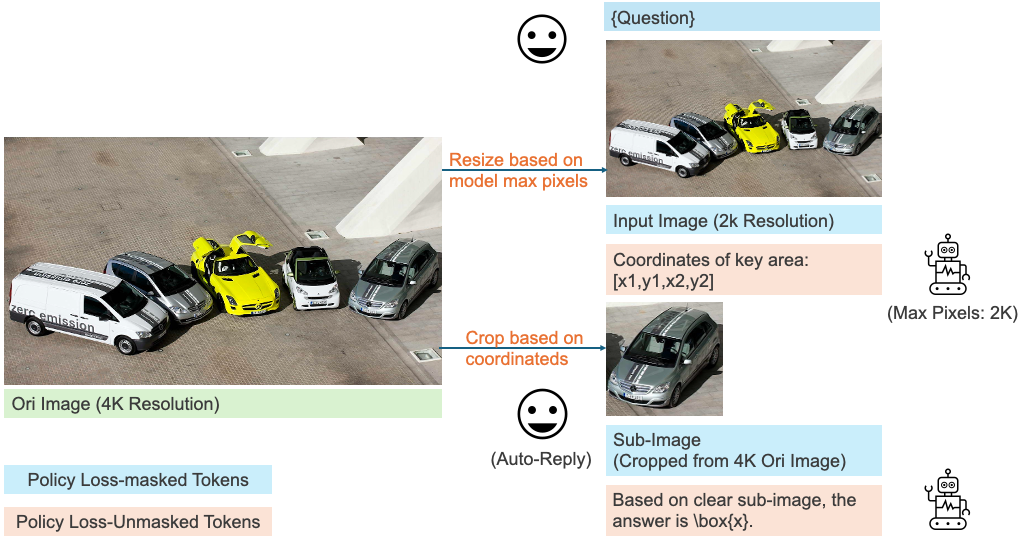 {Question}
Resize based on
model max pixels
zero emission
zero emission
Input Image (2k Resolution)
Coordinates of key area:
[x1,y1,x2,y2]
(Max Pixels: 2K)
Crop based on
coordinateds
Ori Image (4K Resolution)
(Auto-Reply)
Sub-Image
(Cropped from 4K Ori Image)
Policy Loss-masked Tokens
Based on clear sub-image, the
answer is \box{x}.
Policy Loss-Unmasked Tokens